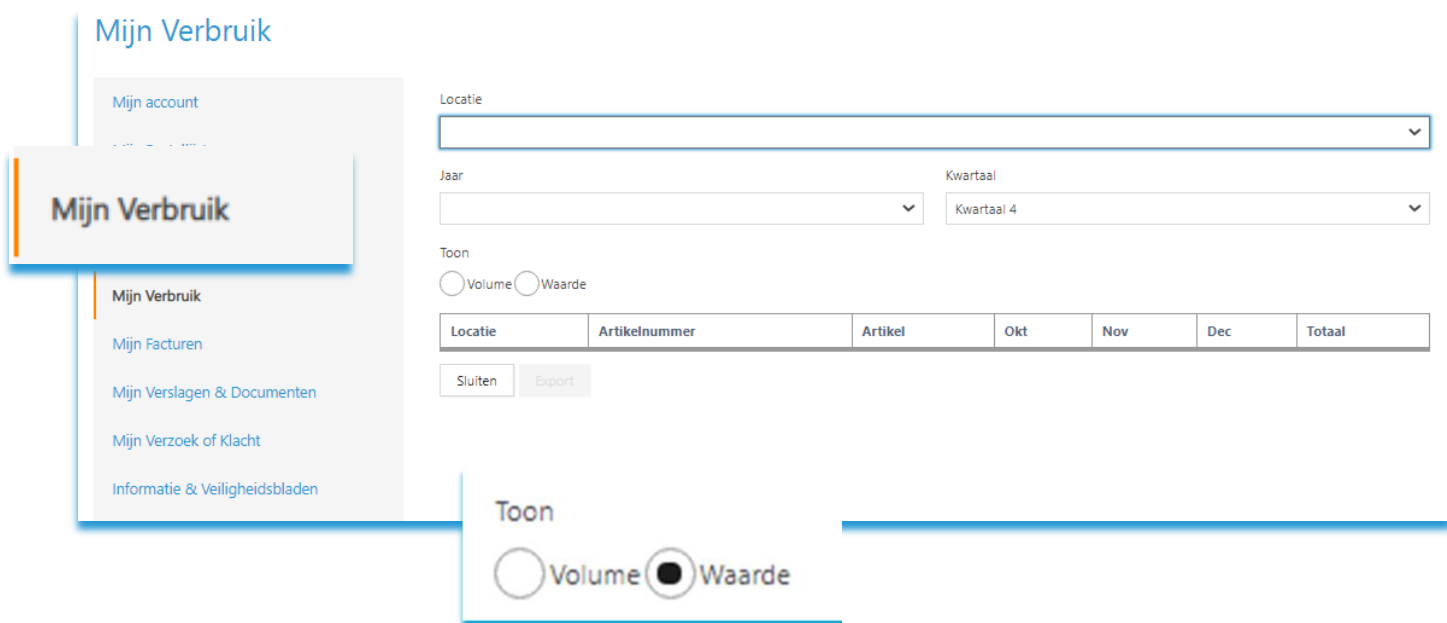 Mijn Verbruik
Mijn account
Mijn Verbruik
Mijn Verbruik
Mijn Facturen
Mijn Verslagen & Documenten
Mijn Verzoek of Klacht
Informatie & Veiligheidsbladen
Locatie
Jaar Kwartaal
Kwartaal 4
Toon
Volume Waarde
Locatie Artikelnummer Artikel Okt Nov Dec Totaal
Sluiten Export
Toon
Volume Waarde